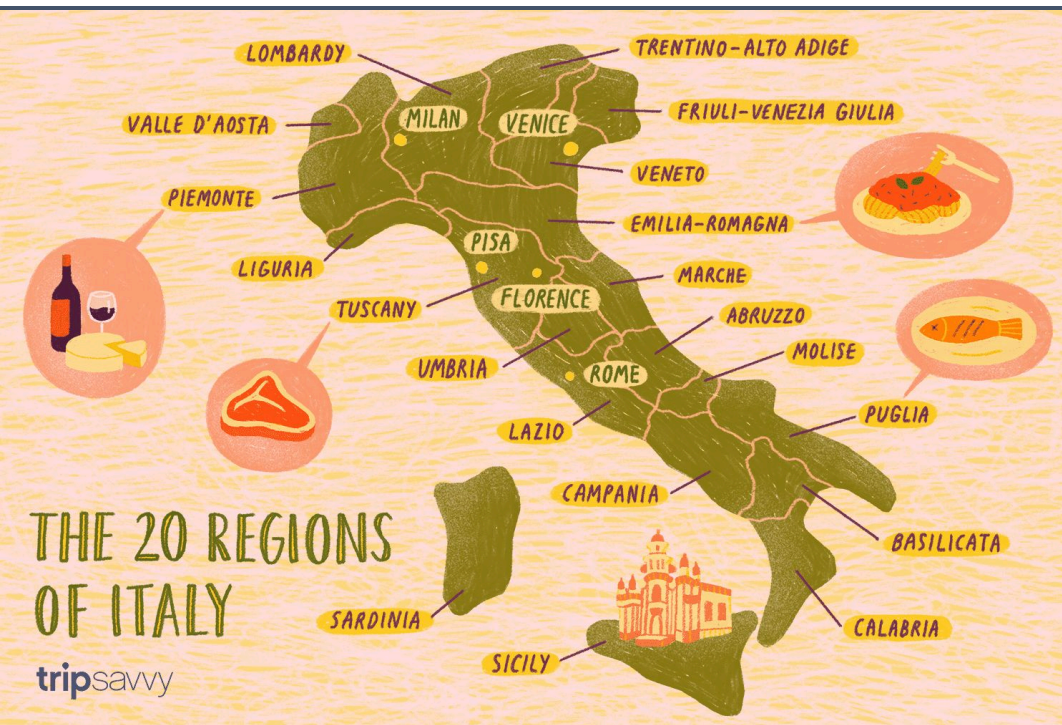 LOMBARDY
TRENTINO-ALTO ADIGE
VALLE D'AOSTA
MILAN
VENICE
FRIULI-VENEZIA GIULIA
VENETO
PIEMONTE
EMILIA-ROMAGNA
PISA
LIGURIA
MARCHE
TUSCANY
FLORENCE
ABRUZZO
UMBRIA
ROME
MOLISE
PUGLIA
LAZIO
CAMPANIA
BASILICATA
THE 20 REGIONS
OF ITALY
SARDINIA
CALABRIA
SICILY
tripsavvy